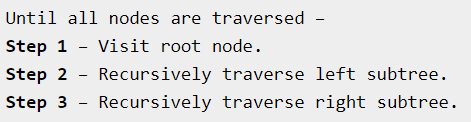 Until all nodes are traversed −
Step 1 − Visit root node.
Step 2 − Recursively traverse left subtree.
Step 3 − Recursively traverse right subtree.